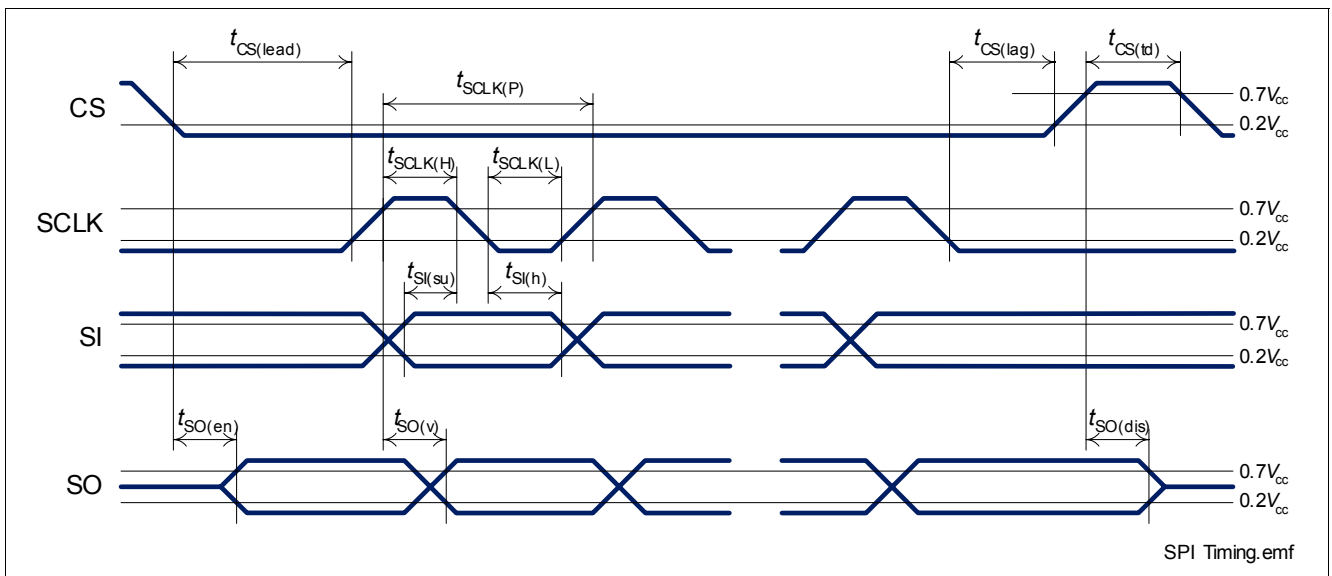 tCS(lead)
tCS(lag)
tCS(td)
tSCLK(P)
CS
0.7Vcc
0.2Vcc
tSCLK(H)
tSCLK(L)
SCLK
0.7Vcc
0.2Vcc
tSI(su)
tSI(h)
SI
0.7Vcc
0.2Vcc
tSO(en)
tSO(v)
tSO(dis)
SO
0.7Vcc
0.2Vcc
SPI Timing.emf